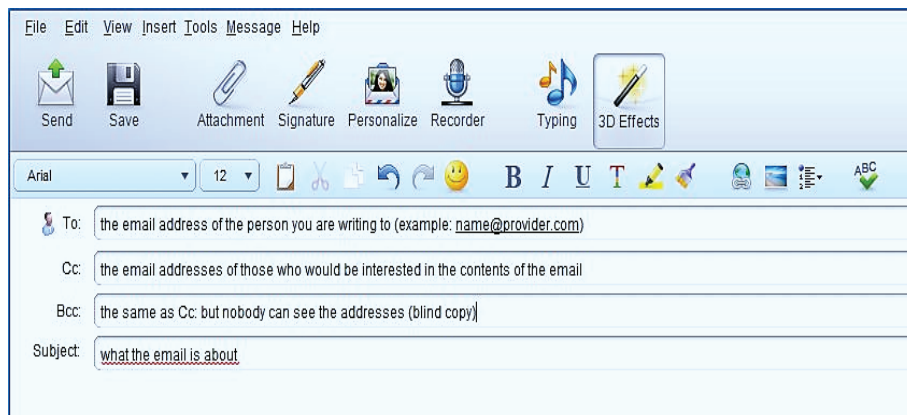 File Edit View Insert Tools Message Help
Send Save Attachment Signature Personalize Recorder Typing 3D Effects
Arial 12 B I U T ABC
To: the email address of the person you are writing to (example: name@provider.com)
Cc: the email addresses of those who would be interested in the contents of the email
Bcc: the same as Cc: but nobody can see the addresses (blind copy)
Subject: what the email is about